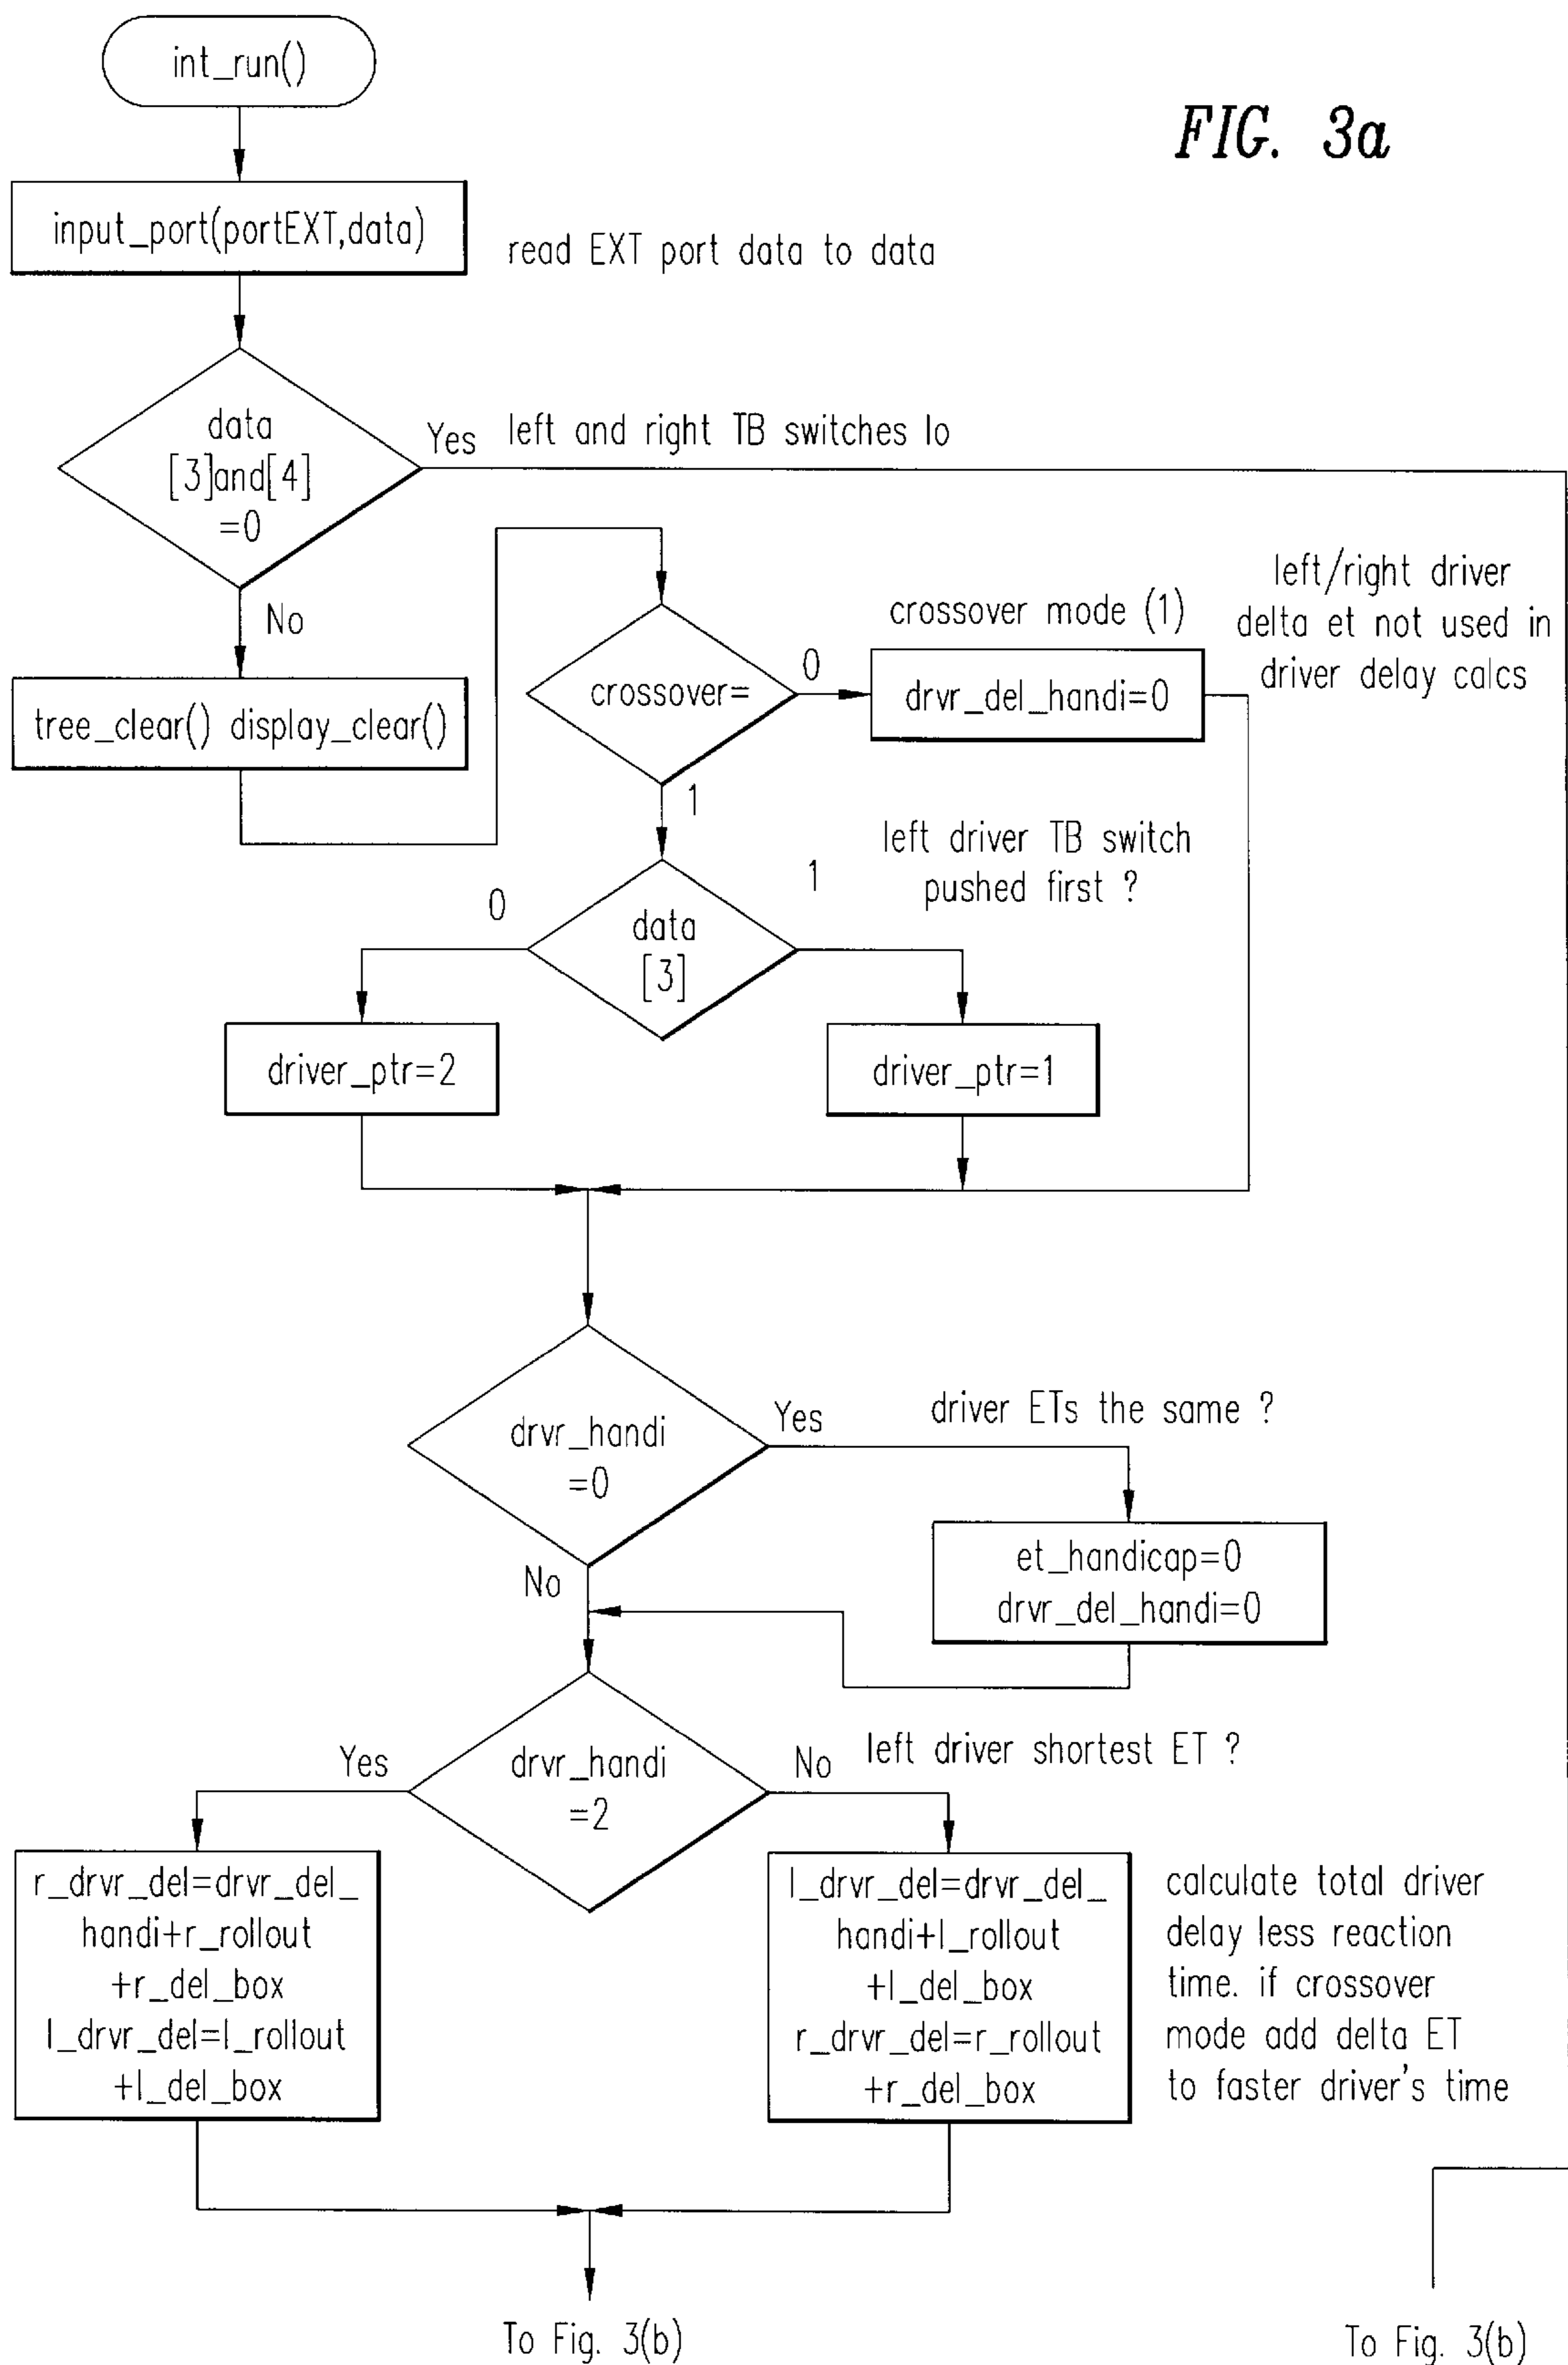 int_run()
FIG. 3a
input_port(portEXT,data)
read EXT port data to data
data
[3]and[4]
=0
Yes
left and right TB switches lo
No
tree_clear() display_clear()
crossover=
0
crossover mode (1)
drvr_del_handi=0
left/right driver
delta et not used in
driver delay calcs
1
left driver TB switch
pushed first ?
0
data
[3]
1
driver_ptr=2
driver_ptr=1
drvr_handi
=0
Yes
driver ETs the same ?
et_handicap=0
drvr_del_handi=0
No
drvr_handi
=2
Yes
No
left driver shortest ET ?
r_drvr_del=drvr_del_
handi+r_rollout
+r_del_box
l_drvr_del=l_rollout
+l_del_box
l_drvr_del=drvr_del_
handi+l_rollout
+l_del_box
r_drvr_del=r_rollout
+r_del_box
calculate total driver
delay less reaction
time. if crossover
mode add delta ET
to faster driver's time
To Fig. 3(b)
To Fig. 3(b)